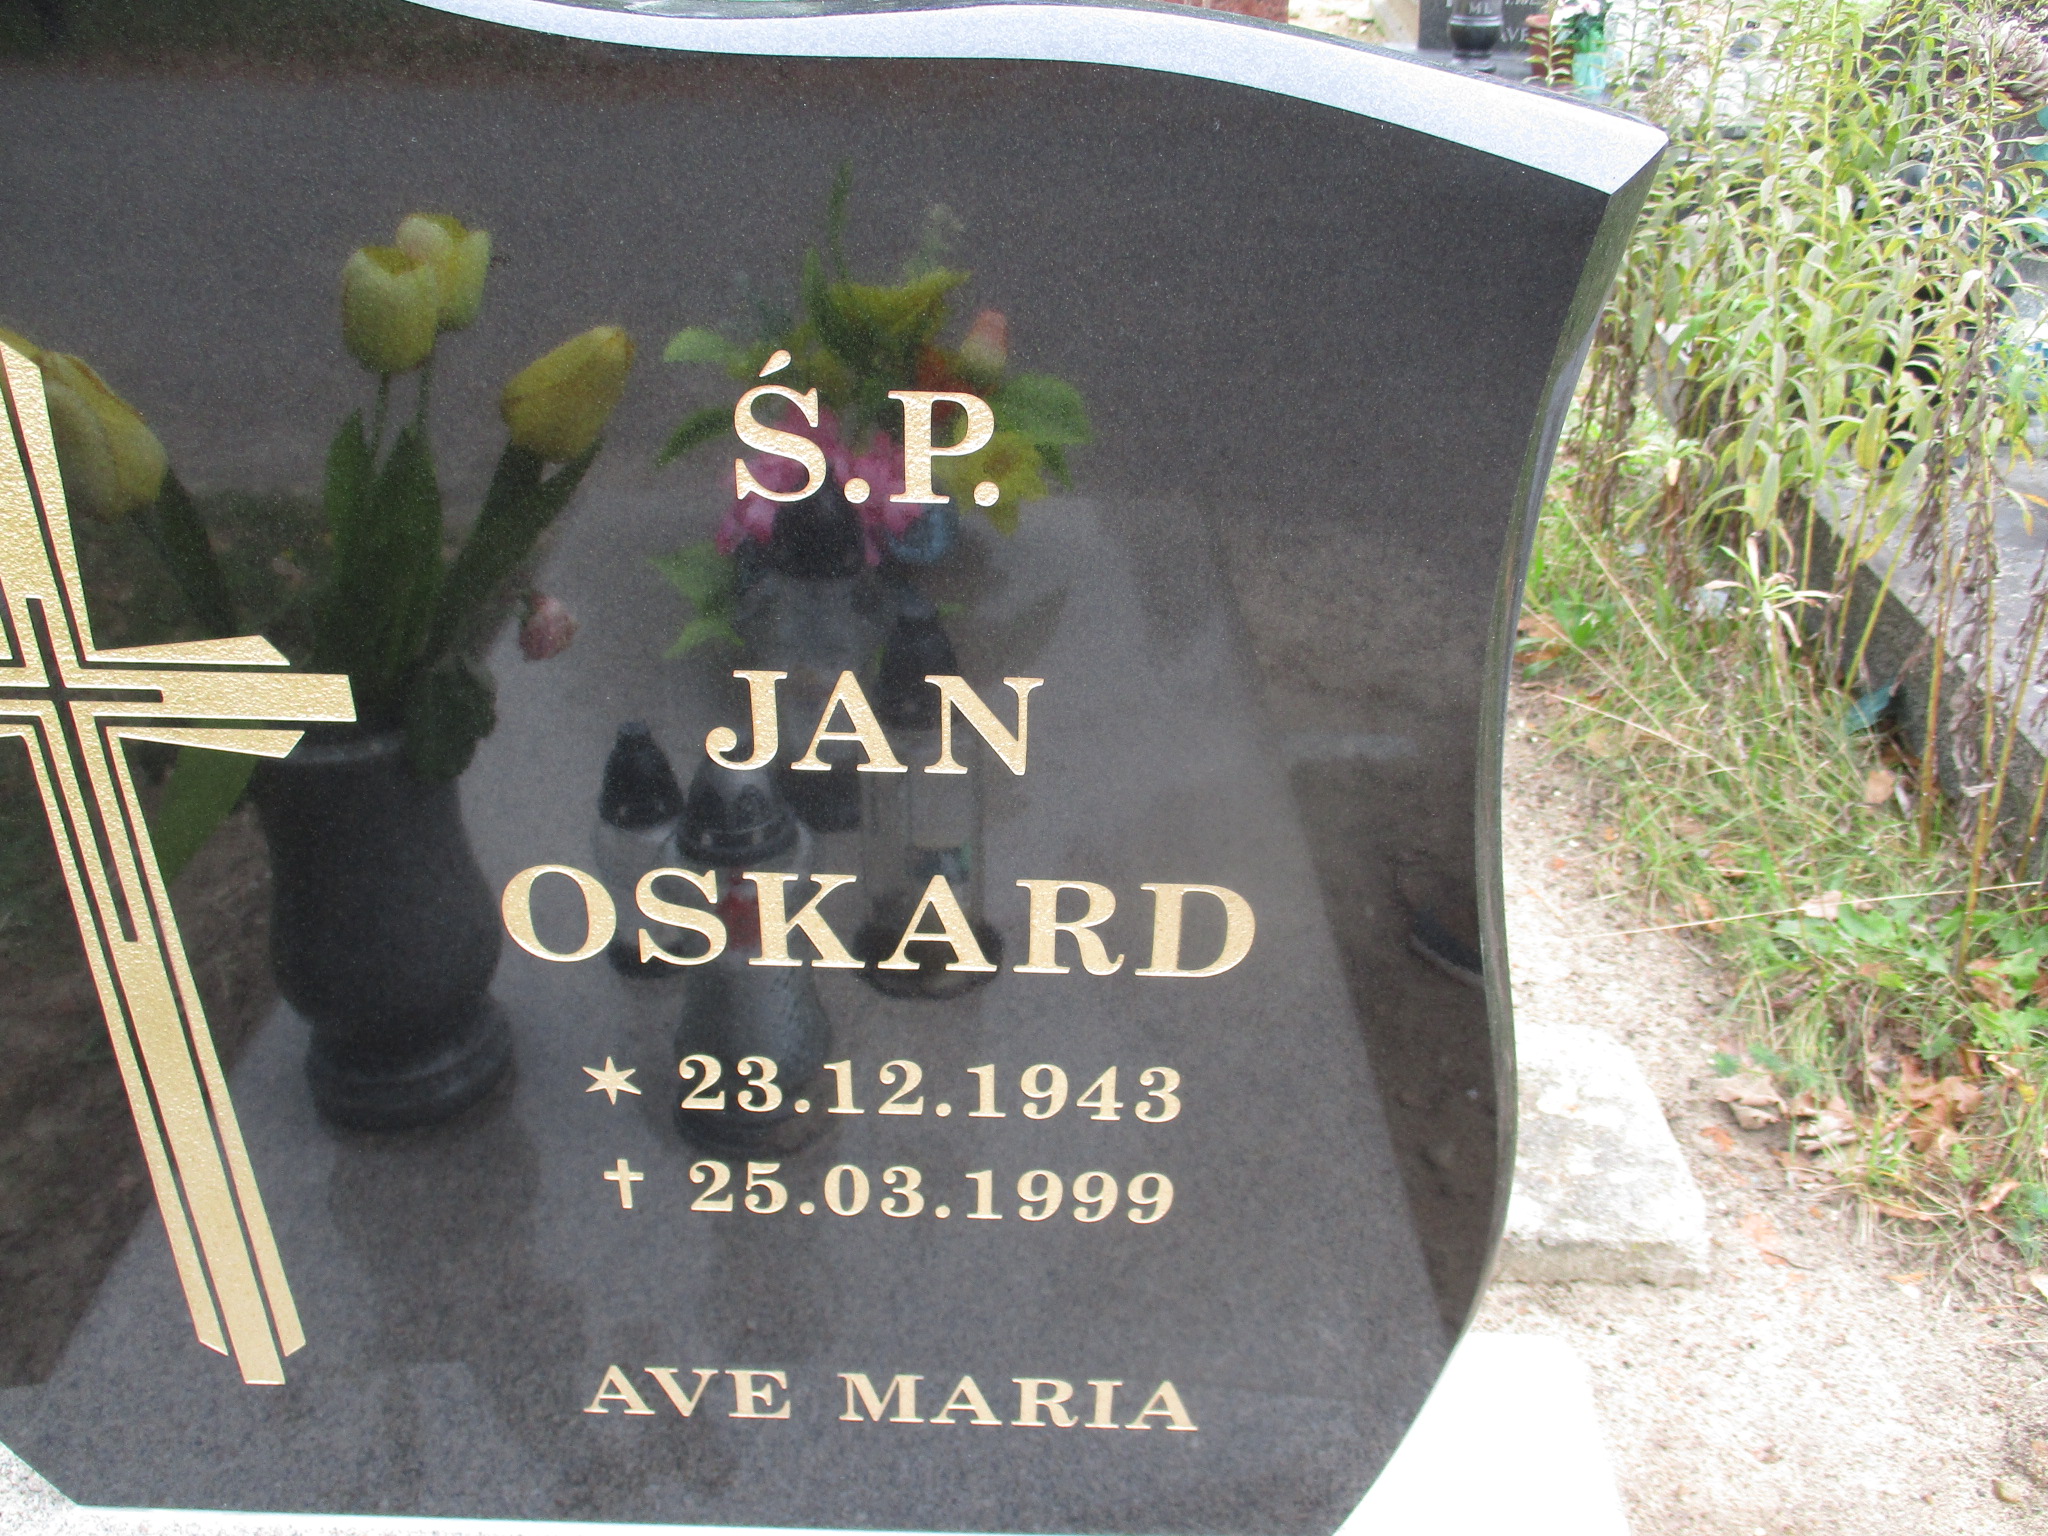 Ś.P.
JAN
OSKARD
* 23.12.1943
✝ 25.03.1999
AVE MARIA